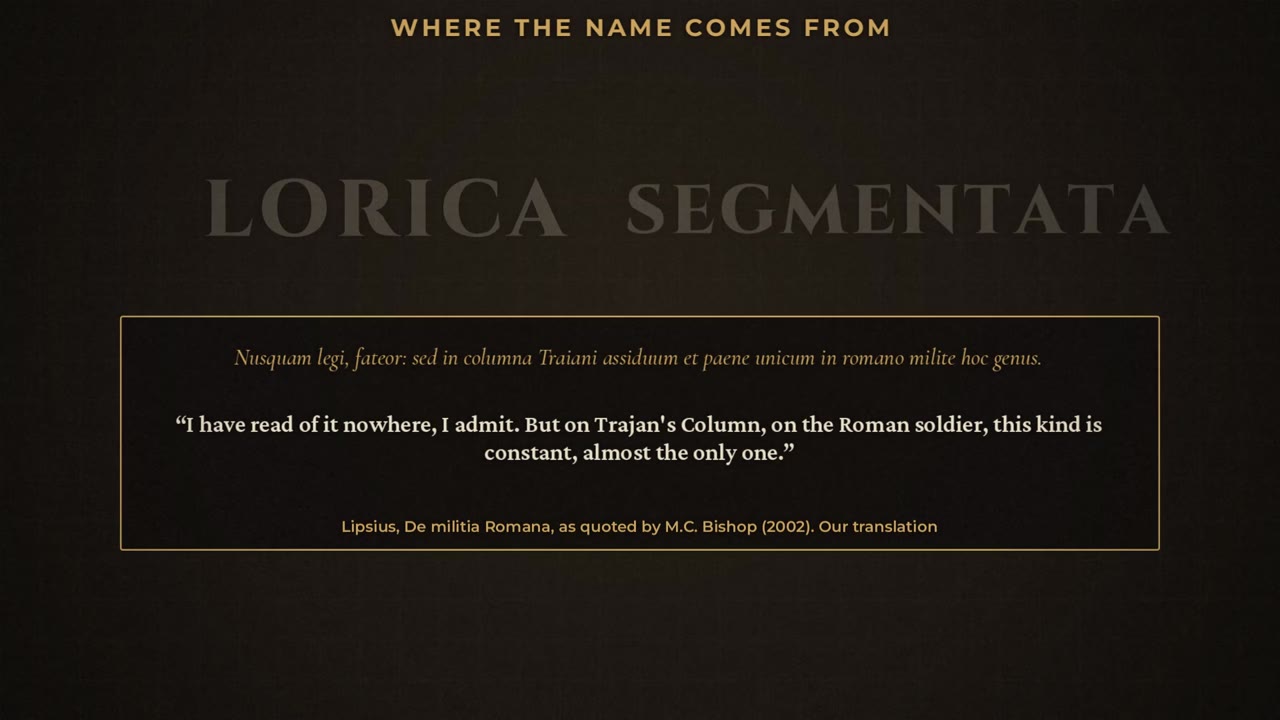 WHERE THE NAME COMES FROM
LORICA SEGMENTATA
Nusquam legi, fateor: sed in columna Traiani assiduum et paene unicum in romano milite hoc genus.
“I have read of it nowhere, I admit. But on Trajan's Column, on the Roman soldier, this kind is
constant, almost the only one.”
Lipsius, De militia Romana, as quoted by M.C. Bishop (2002). Our translation